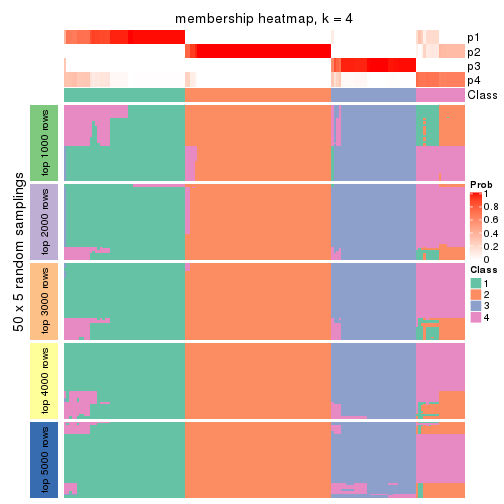 membership heatmap, k = 4
p1
p2
p3
p4
Class
50 x 5 random samplings
top 1000 rows
top 2000 rows
top 3000 rows
top 4000 rows
top 5000 rows
Prob
1
0.8
0.6
0.4
0.2
0
Class
1
2
3
4